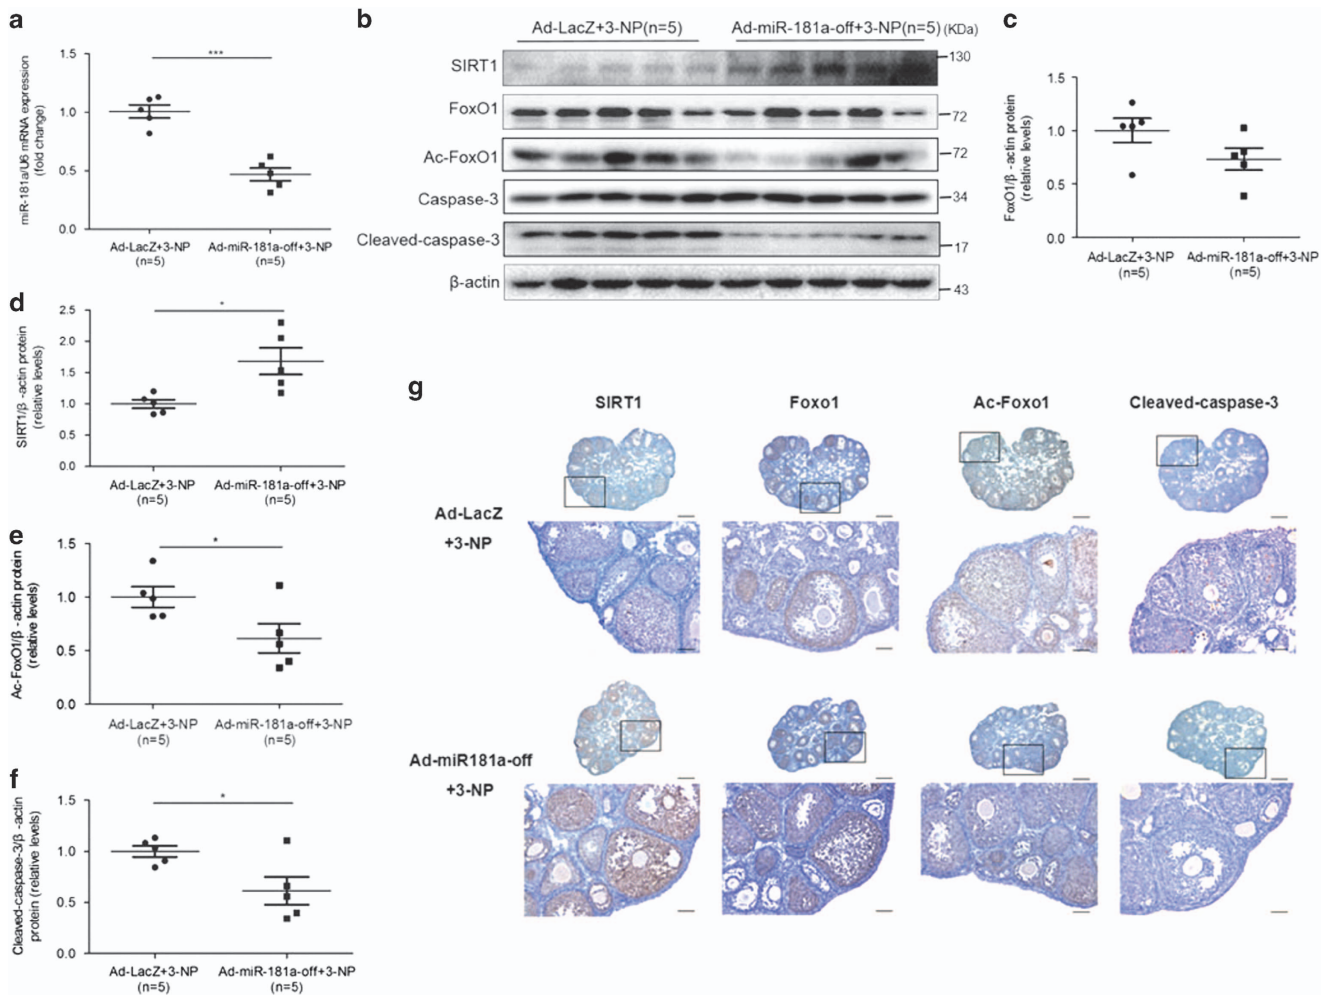 a
miR-181a/U6 mRNA expression
(fold change)
1.5
1.0
0.5
0.0
***
Ad-LacZ+3-NP
(n=5)
Ad-miR-181a-off+3-NP
(n=5)
b
Ad-LacZ+3-NP(n=5)
Ad-miR-181a-off+3-NP(n=5) (KDa)
SIRT1
130
FoxO1
72
Ac-FoxO1
72
Caspase-3
34
Cleaved-caspase-3
17
β-actin
43
c
FoxO1/β -actin protein
(relative levels)
1.5
1.0
0.5
0.0
Ad-LacZ+3-NP
(n=5)
Ad-miR-181a-off+3-NP
(n=5)
d
SIRT1/β -actin protein
(relative levels)
2.5
2.0
1.5
1.0
0.5
0.0
*
Ad-LacZ+3-NP
(n=5)
Ad-miR-181a-off+3-NP
(n=5)
e
Ac-FoxO1/β -actin protein
(relative levels)
1.5
1.0
0.5
0.0
*
Ad-LacZ+3-NP
(n=5)
Ad-miR-181a-off+3-NP
(n=5)
f
Cleaved-caspase-3/β -actin
protein (relative levels)
1.5
1.0
0.5
0.0
*
Ad-LacZ+3-NP
(n=5)
Ad-miR-181a-off+3-NP
(n=5)
g
SIRT1
Foxo1
Ac-Foxo1
Cleaved-caspase-3
Ad-LacZ
+3-NP
Ad-miR181a-off
+3-NP